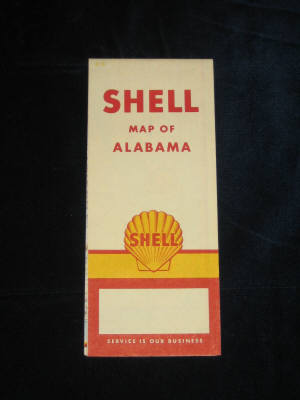 SHELL
MAP OF
ALABAMA
SHELL
SERVICE IS OUR BUSINESS